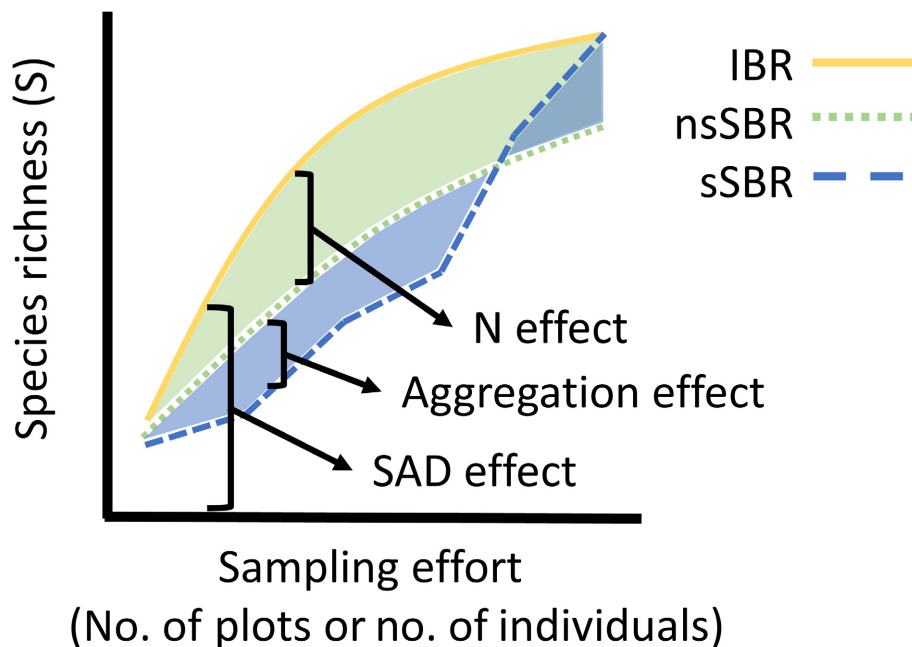 Species richness (S)
IBR
nsSBR
sSBR
N effect
Aggregation effect
SAD effect
Sampling effort
(No. of plots or no. of individuals)